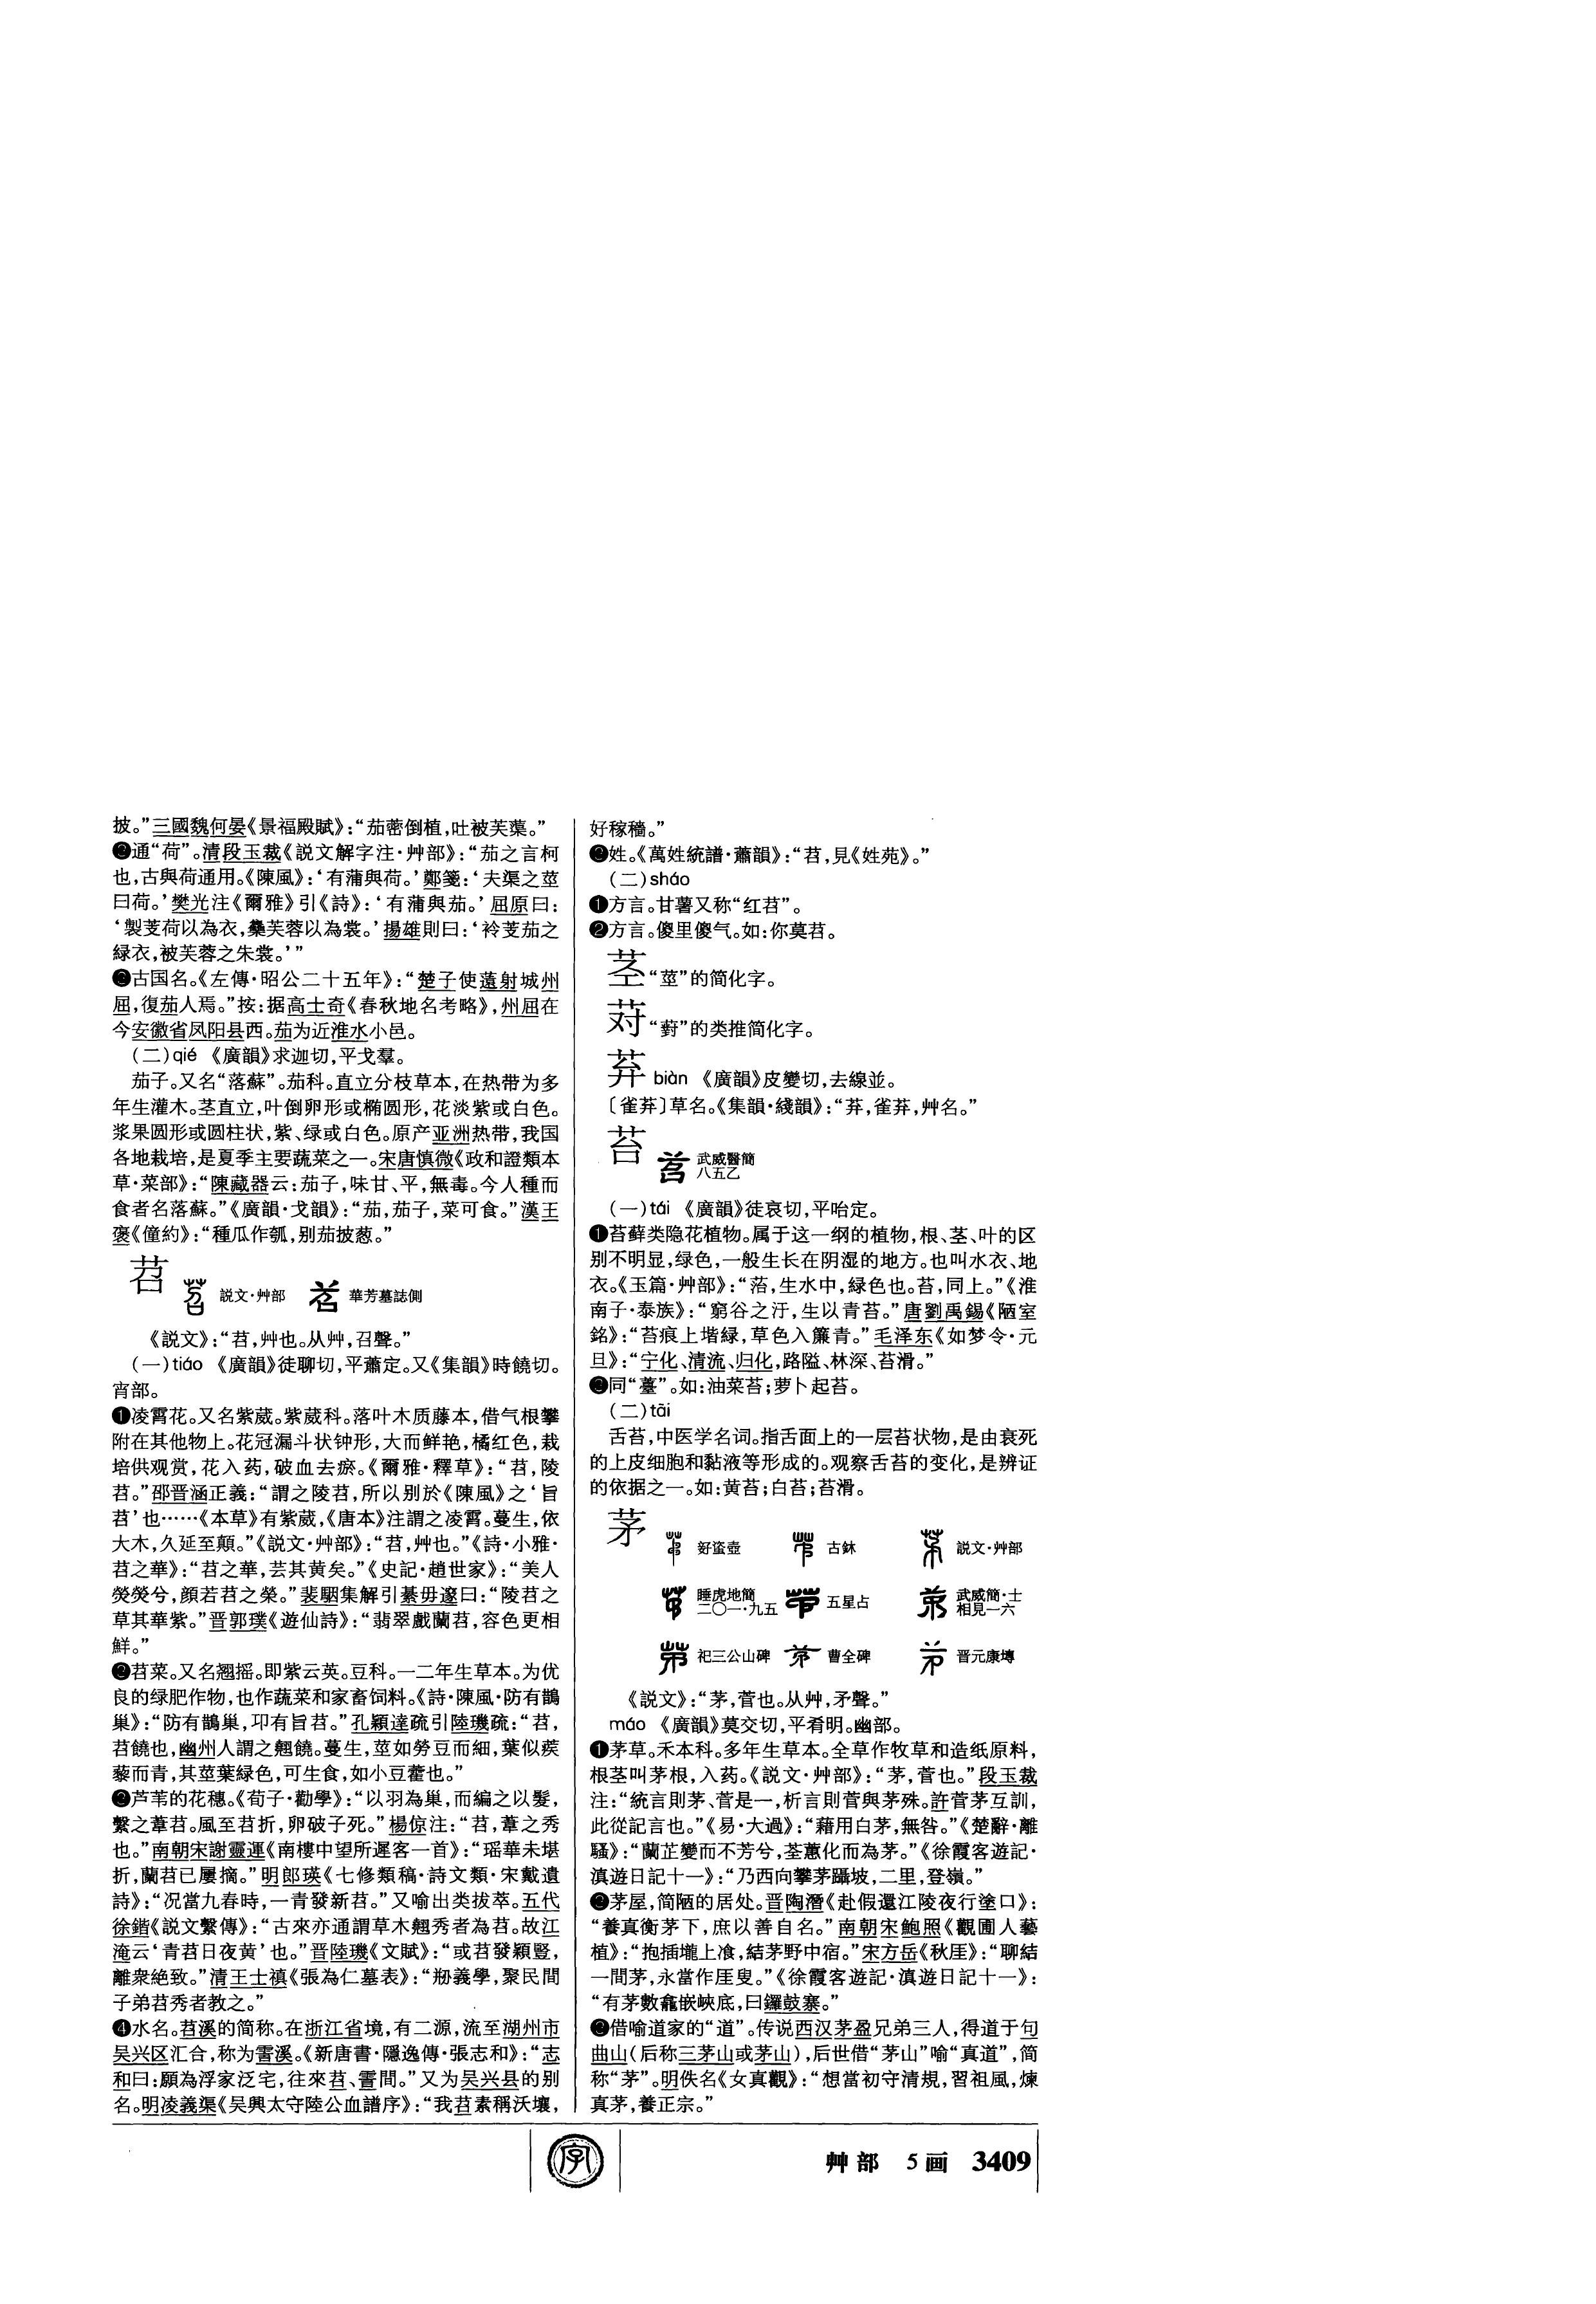 披。”三國魏何晏《景福殿賦》：“茄蔤倒植，吐被芙蕖。”
❷通“荷”。清段玉裁《説文解字注·艸部》：“茄之言柯
也，古與荷通用。《陳風》：‘有蒲與荷。’鄭箋：‘夫渠之莖
曰荷。’樊光注《爾雅》引《詩》：‘有蒲與茄。’屈原曰：
‘製芰荷以為衣，雧芙蓉以為裳。’揚雄則曰：‘衿芰茄之
緑衣，被芙蓉之朱裳。’”
❸古国名。《左傳·昭公二十五年》：“楚子使薳射城州
屈，復茄人焉。”按：据高士奇《春秋地名考略》，州屈在
今安徽省凤阳县西。茄为近淮水小邑。
（二）qié 《廣韻》求迦切，平戈羣。
茄子。又名“落蘇”。茄科。直立分枝草本，在热带为多
年生灌木。茎直立，叶倒卵形或椭圆形，花淡紫或白色。
浆果圆形或圆柱状，紫、绿或白色。原产亚洲热带，我国
各地栽培，是夏季主要蔬菜之一。宋唐慎微《政和證類本
草·菜部》：“陳藏器云：茄子，味甘、平，無毒。今人種而
食者名落蘇。”《廣韻·戈韻》：“茄，茄子，菜可食。”漢王
褒《僮約》：“種瓜作瓠，别茄披葱。”
苕 説文·艸部 華芳墓誌側
《説文》：“苕，艸也。从艸，召聲。”
（一）tiáo 《廣韻》徒聊切，平蕭定。又《集韻》時饒切。
宵部。
❶凌霄花。又名紫葳。紫葳科。落叶木质藤本，借气根攀
附在其他物上。花冠漏斗状钟形，大而鲜艳，橘红色，栽
培供观赏，花入药，破血去瘀。《爾雅·釋草》：“苕，陵
苕。”邵晋涵正義：“謂之陵苕，所以别於《陳風》之‘旨
苕’也……《本草》有紫葳，《唐本》注謂之凌霄。蔓生，依
大木，久延至顛。”《説文·艸部》：“苕，艸也。”《詩·小雅·
苕之華》：“苕之華，芸其黄矣。”《史記·趙世家》：“美人
熒熒兮，顔若苕之榮。”裴駰集解引綦毋邃曰：“陵苕之
草其華紫。”晋郭璞《遊仙詩》：“翡翠戲蘭苕，容色更相
鮮。”
❷苕菜。又名翘摇。即紫云英。豆科。一二年生草本。为优
良的绿肥作物，也作蔬菜和家畜饲料。《詩·陳風·防有鵲
巢》：“防有鵲巢，邛有旨苕。”孔穎達疏引陸璣疏：“苕，
苕饒也，幽州人謂之翹饒。蔓生，莖如勞豆而細，葉似蒺
藜而青，其莖葉緑色，可生食，如小豆藿也。”
❸芦苇的花穗。《荀子·勸學》：“以羽為巢，而編之以髮，
繫之葦苕。風至苕折，卵破子死。”楊倞注：“苕，葦之秀
也。”南朝宋謝靈運《南樓中望所遲客一首》：“瑶華未堪
折，蘭苕已屢摘。”明郎瑛《七修類稿·詩文類·宋戴遺
詩》：“况當九春時，一青發新苕。”又喻出类拔萃。五代
徐鍇《説文繫傳》：“古來亦通謂草木翹秀者為苕。故江
淹云‘青苕日夜黄’也。”晋陸璣《文賦》：“或苕發穎豎，
離衆絶致。”清王士禛《張為仁墓表》：“刱義學，聚民間
子弟苕秀者教之。”
❹水名。苕溪的简称。在浙江省境，有二源，流至湖州市
吴兴区汇合，称为霅溪。《新唐書·隱逸傳·張志和》：“志
和曰：願為浮家泛宅，往來苕、霅間。”又为吴兴县的别
名。明凌義渠《吴興太守陸公血譜序》：“我苕素稱沃壤，
好稼穡。”
❺姓。《萬姓統譜·蕭韻》：“苕，見《姓苑》。”
（二）sháo
❶方言。甘薯又称“红苕”。
❷方言。傻里傻气。如：你莫苕。
茎“莖”的简化字。
莳“蒔”的类推简化字。
莽 biàn 《廣韻》皮變切，去線並。
〔雀莽〕草名。《集韻·綫韻》：“莽，雀莽，艸名。”
苔 武威醫簡八五乙
（一）tái 《廣韻》徒哀切，平咍定。
❶苔藓类隐花植物。属于这一纲的植物，根、茎、叶的区
别不明显，绿色，一般生长在阴湿的地方。也叫水衣、地
衣。《玉篇·艸部》：“菭，生水中，緑色也。苔，同上。”《淮
南子·泰族》：“窮谷之汙，生以青苔。”唐劉禹錫《陋室
銘》：“苔痕上堦緑，草色入簾青。”毛泽东《如梦令·元
旦》：“宁化、清流、归化，路隘、林深、苔滑。”
❷同“薹”。如：油菜苔；萝卜起苔。
（二）tāi
舌苔，中医学名词。指舌面上的一层苔状物，是由衰死
的上皮细胞和黏液等形成的。观察舌苔的变化，是辨证
的依据之一。如：黄苔；白苔；苔滑。
茅 𡚱蚉壺 古鉢 説文·艸部
睡虎地簡二〇一·九五 五星占 武威簡·士相見一六
祀三公山碑 曹全碑 晋元康塼
《説文》：“茅，菅也。从艸，矛聲。”
máo 《廣韻》莫交切，平肴明。幽部。
❶茅草。禾本科。多年生草本。全草作牧草和造纸原料，
根茎叫茅根，入药。《説文·艸部》：“茅，菅也。”段玉裁
注：“統言則茅、菅是一，析言則菅與茅殊。許菅茅互訓，
此從記言也。”《易·大過》：“藉用白茅，無咎。”《楚辭·離
騷》：“蘭芷變而不芳兮，荃蕙化而為茅。”《徐霞客遊記·
滇遊日記十一》：“乃西向攀茅躡坡，二里，登嶺。”
❷茅屋，简陋的居处。晋陶潛《赴假還江陵夜行塗口》：
“養真衡茅下，庶以善自名。”南朝宋鮑照《觀圃人藝
植》：“抱插壠上飡，結茅野中宿。”宋方岳《秋厓》：“聊結
一間茅，永當作厓叟。”《徐霞客遊記·滇遊日記十一》：
“有茅數龕嵌峽底，曰鑼鼓寨。”
❸借喻道家的“道”。传说西汉茅盈兄弟三人，得道于句
曲山（后称三茅山或茅山），后世借“茅山”喻“真道”，简
称“茅”。明佚名《女真觀》：“想當初守清規，習祖風，煉
真茅，養正宗。”
字
艸部 5画 3409